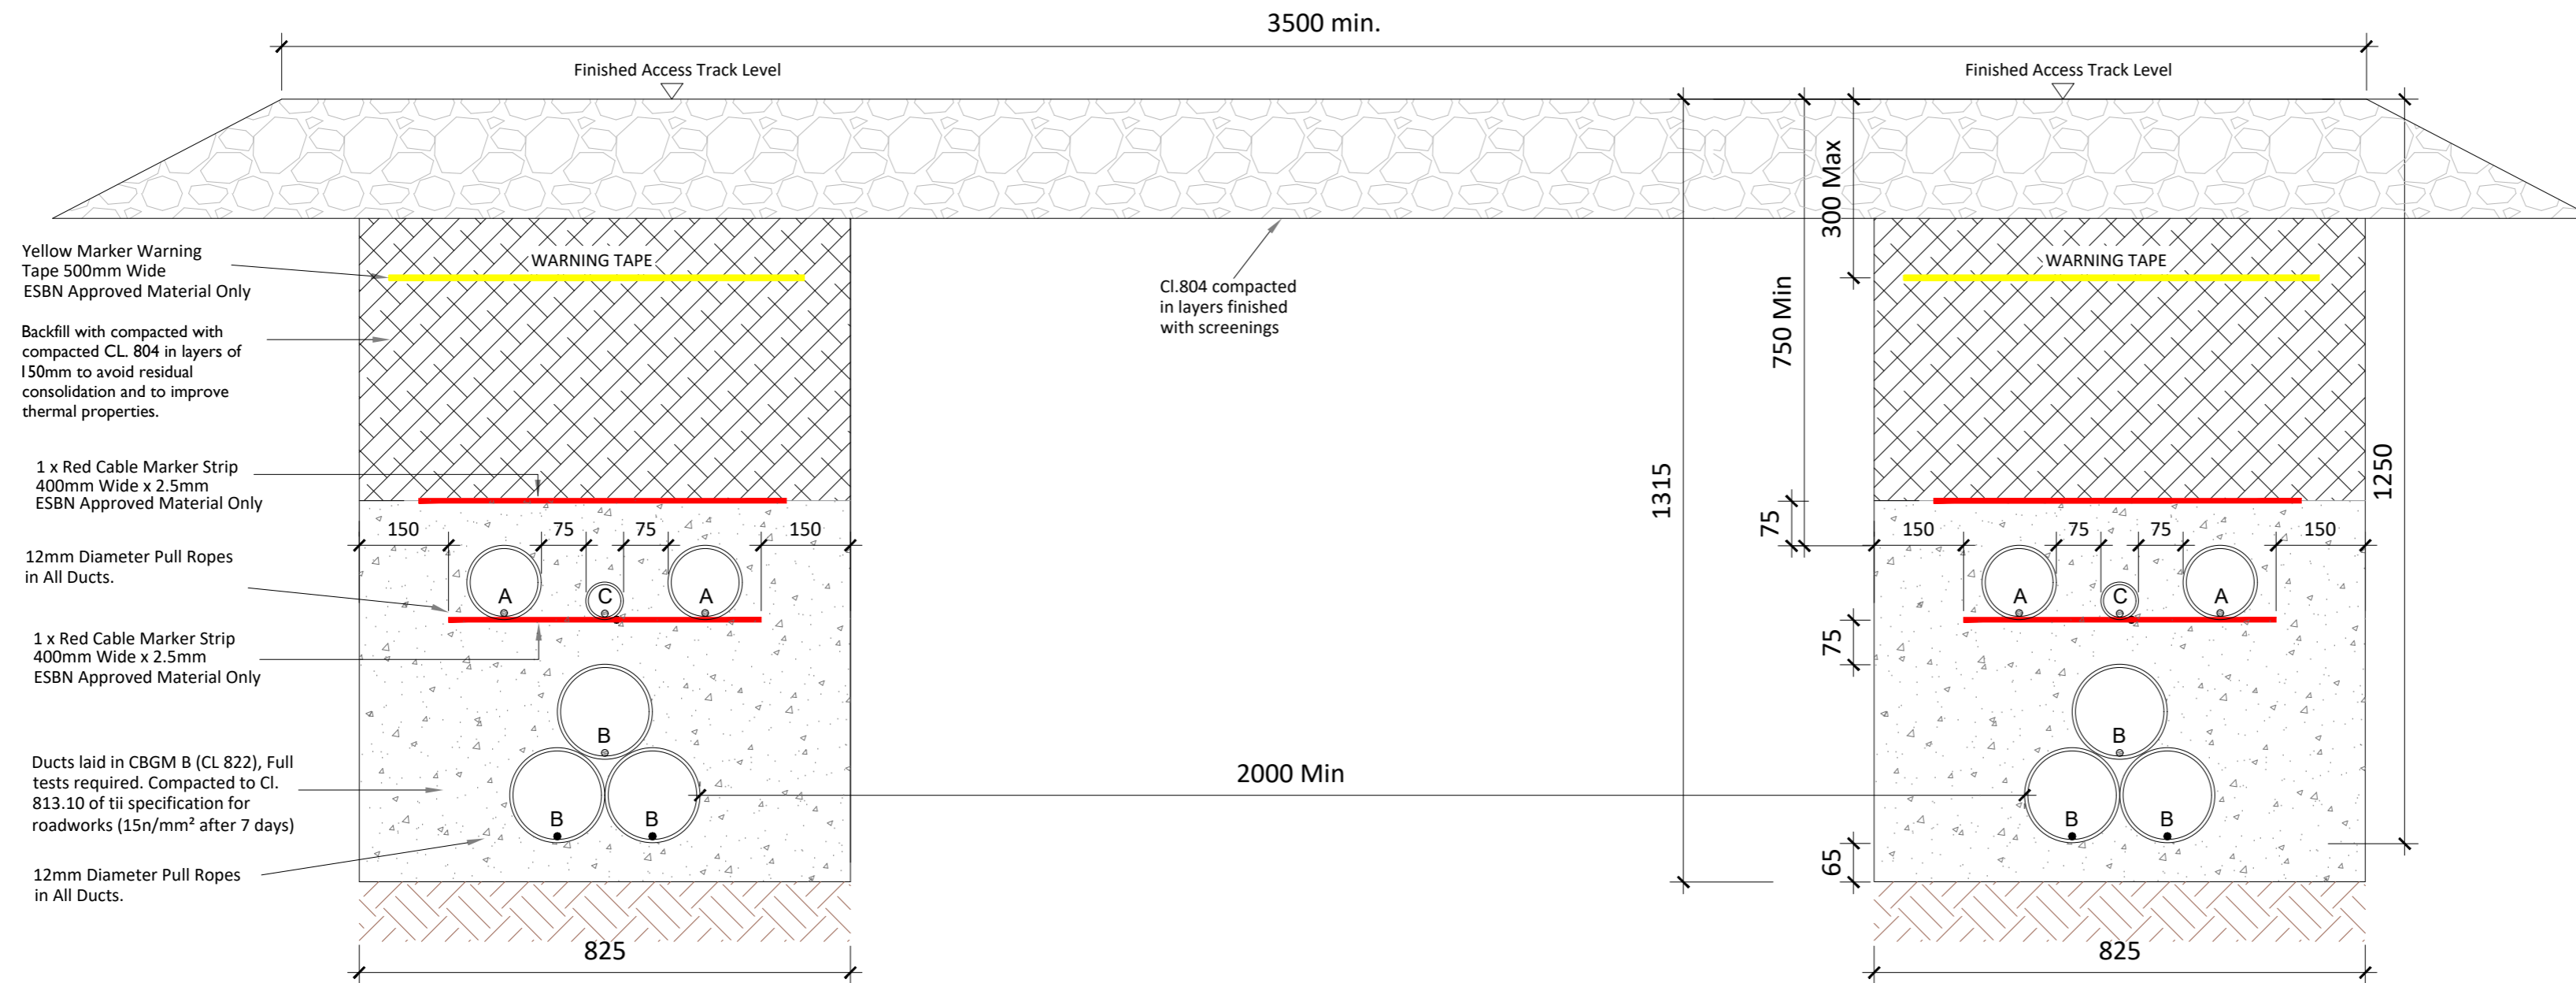 3500 min.
Finished Access Track Level
Finished Access Track Level
300 Max
Yellow Marker Warning
Tape 500mm Wide
ESBN Approved Material Only
WARNING TAPE
WARNING TAPE
Cl.804 compacted
in layers finished
with screenings
750 Min
Backfill with compacted with
compacted CL. 804 in layers of
150mm to avoid residual
consolidation and to improve
thermal properties.
1 x Red Cable Marker Strip
400mm Wide x 2.5mm
ESBN Approved Material Only
1315
1250
75
150
75
75
150
150
75
75
150
12mm Diameter Pull Ropes
in All Ducts.
A
C
A
A
C
A
1 x Red Cable Marker Strip
400mm Wide x 2.5mm
ESBN Approved Material Only
75
B
B
Ducts laid in CBGM B (CL 822), Full
tests required. Compacted to Cl.
813.10 of tii specification for
roadworks (15n/mm² after 7 days)
2000 Min
B
B
B
B
65
12mm Diameter Pull Ropes
in All Ducts.
825
825